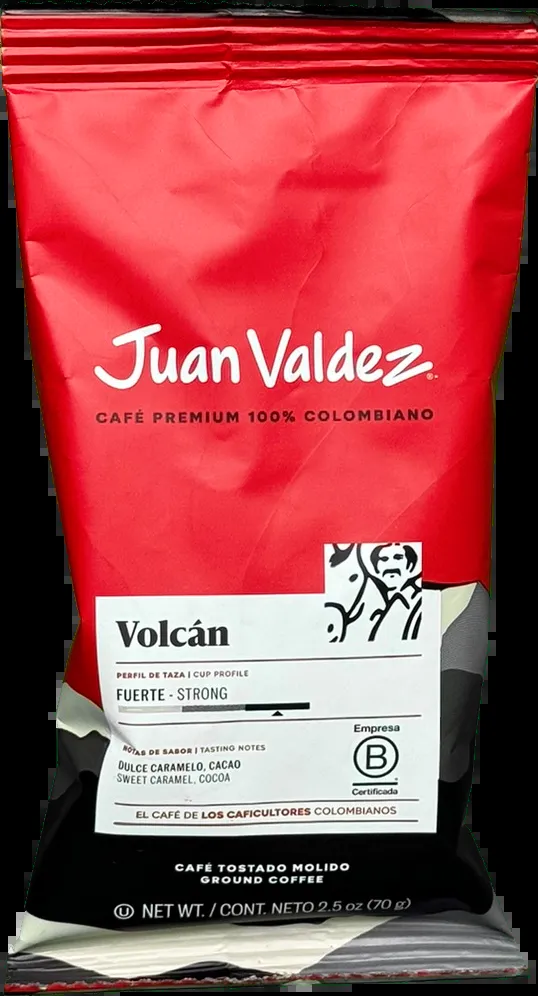 Juan Valdez
CAFÉ PREMIUM 100% COLOMBIANO
Volcán
PERFIL DE TAZA | CUP PROFILE
FUERTE - STRONG
NOTAS DE SABOR | TASTING NOTES
DULCE CARAMELO, CACAO
SWEET CARAMEL, COCOA
Empresa
B
Certificada
EL CAFÉ DE LOS CAFICULTORES COLOMBIANOS
CAFÉ TOSTADO MOLIDO
GROUND COFFEE
U NET WT. / CONT. NETO 2.5 oz (70 g)